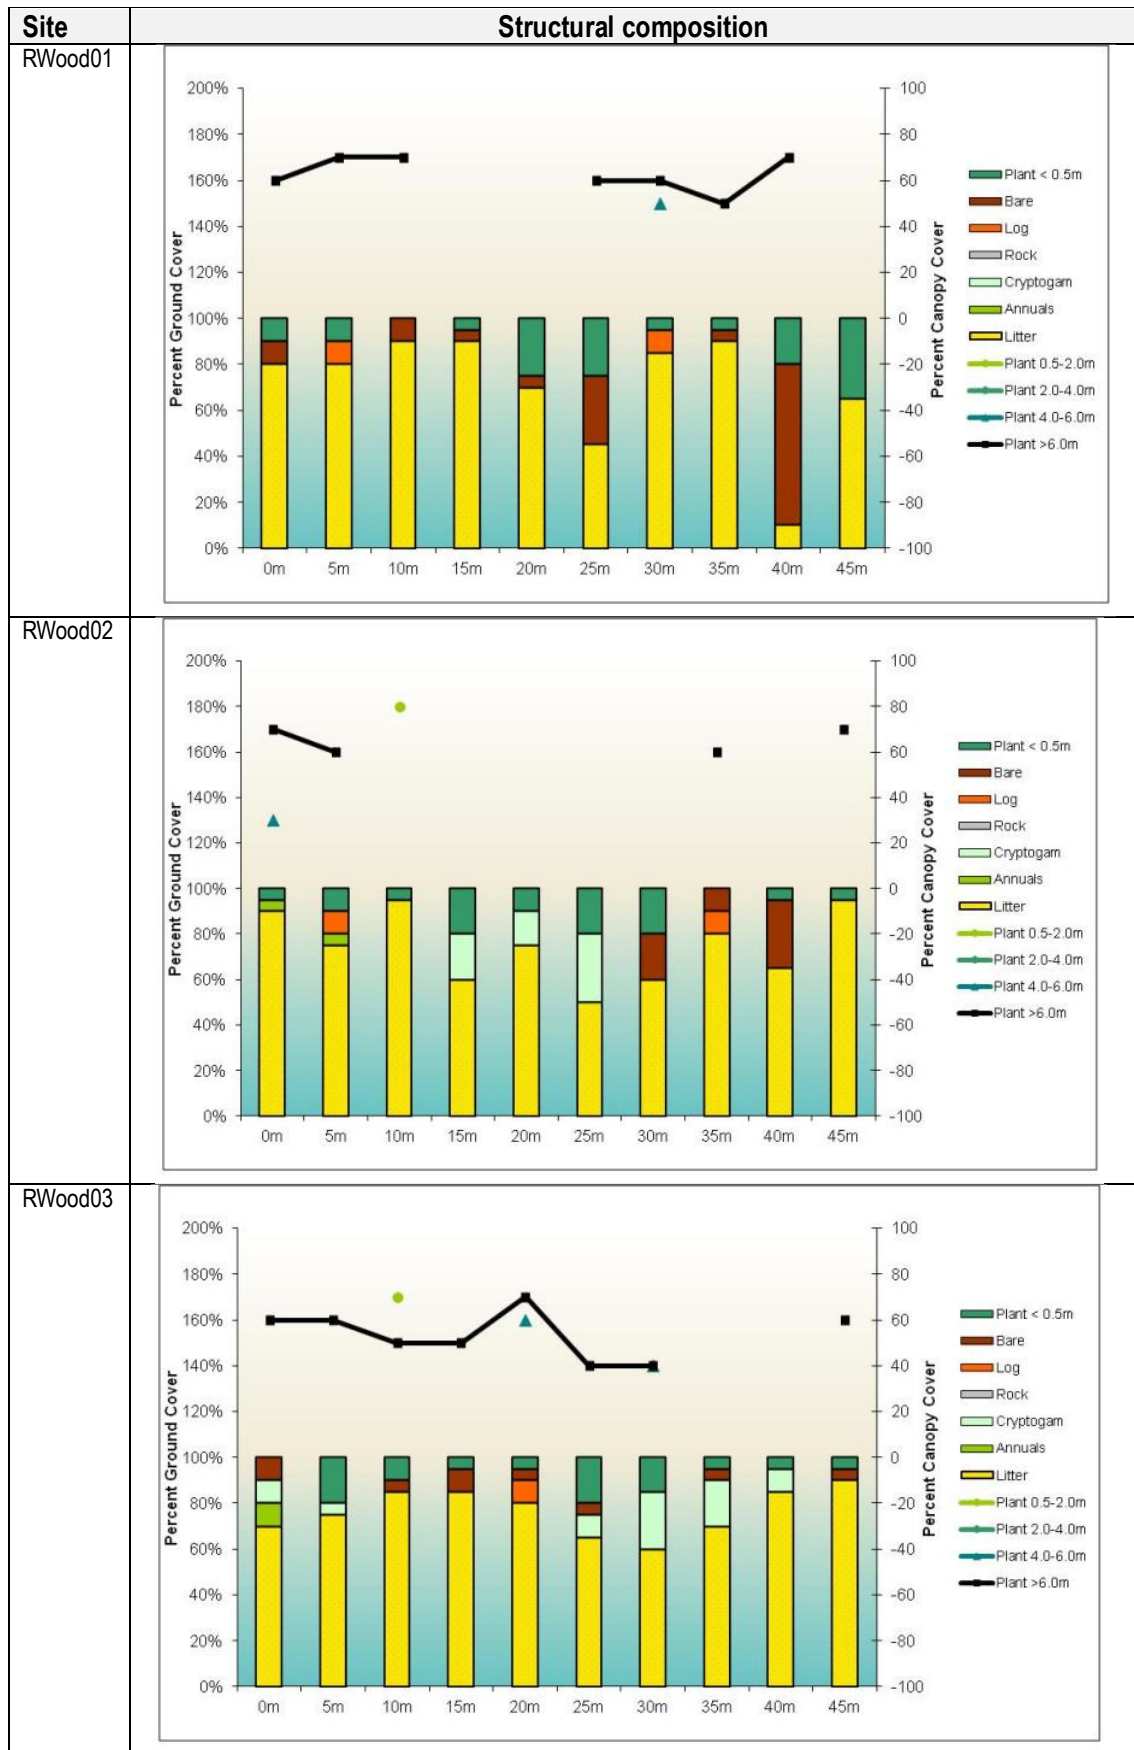 Site Structural composition
RWood01
200%
180%
160%
140%
120%
100%
80%
60%
40%
20%
0%
Percent Ground Cover
0m 5m 10m 15m 20m 25m 30m 35m 40m 45m
100
80
60
40
20
0
-20
-40
-60
-80
-100
Percent Canopy Cover
Plant < 0.5m
Bare
Log
Rock
Cryptogam
Annuals
Litter
Plant 0.5-2.0m
Plant 2.0-4.0m
Plant 4.0-6.0m
Plant >6.0m
RWood02
200%
180%
160%
140%
120%
100%
80%
60%
40%
20%
0%
Percent Ground Cover
0m 5m 10m 15m 20m 25m 30m 35m 40m 45m
100
80
60
40
20
0
-20
-40
-60
-80
-100
Percent Canopy Cover
Plant < 0.5m
Bare
Log
Rock
Cryptogam
Annuals
Litter
Plant 0.5-2.0m
Plant 2.0-4.0m
Plant 4.0-6.0m
Plant >6.0m
RWood03
200%
180%
160%
140%
120%
100%
80%
60%
40%
20%
0%
Percent Ground Cover
0m 5m 10m 15m 20m 25m 30m 35m 40m 45m
100
80
60
40
20
0
-20
-40
-60
-80
-100
Percent Canopy Cover
Plant < 0.5m
Bare
Log
Rock
Cryptogam
Annuals
Litter
Plant 0.5-2.0m
Plant 2.0-4.0m
Plant 4.0-6.0m
Plant >6.0m